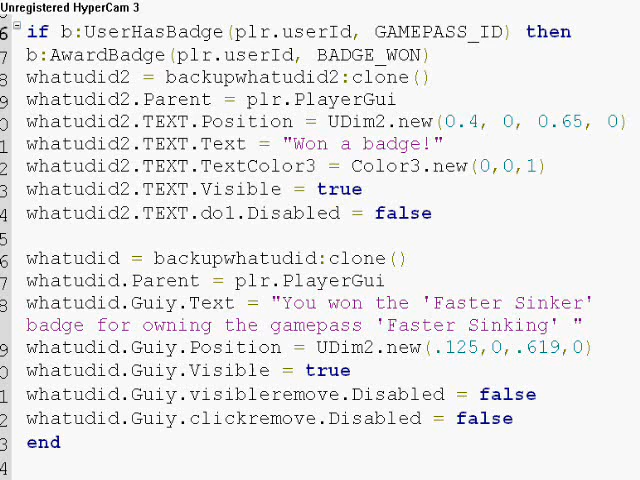 Unregistered HyperCam 3
6 if b:UserHasBadge(plr.userId, GAMEPASS_ID) then
7 b:AwardBadge(plr.userId, BADGE_WON)
8 whatudid2 = backupwhatudid2:clone()
9 whatudid2.Parent = plr.PlayerGui
0 whatudid2.TEXT.Position = UDim2.new(0.4, 0, 0.65, 0)
1 whatudid2.TEXT.Text = "Won a badge!"
2 whatudid2.TEXT.TextColor3 = Color3.new(0,0,1)
3 whatudid2.TEXT.Visible = true
4 whatudid2.TEXT.do1.Disabled = false
5
6 whatudid = backupwhatudid:clone()
7 whatudid.Parent = plr.PlayerGui
8 whatudid.Guiy.Text = "You won the 'Faster Sinker'
badge for owning the gamepass 'Faster Sinking' "
9 whatudid.Guiy.Position = UDim2.new(.125,0,.619,0)
0 whatudid.Guiy.Visible = true
1 whatudid.Guiy.visibleremove.Disabled = false
2 whatudid.Guiy.clickremove.Disabled = false
3 end
4